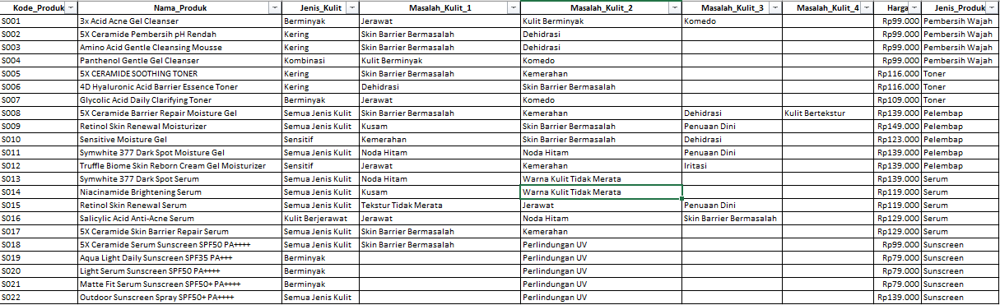 Kode_Produk Nama_Produk Jenis_Kulit Masalah_Kulit_1 Masalah_Kulit_2 Masalah_Kulit_3 Masalah_Kulit_4 Harga Jenis_Produk
S001 3x Acid Acne Gel Cleanser Berminyak Jerawat Kulit Berminyak Komedo Rp99.000 Pembersih Wajah
S002 5X Ceramide Pembersih pH Rendah Kering Skin Barrier Bermasalah Dehidrasi Rp99.000 Pembersih Wajah
S003 Amino Acid Gentle Cleansing Mousse Kering Skin Barrier Bermasalah Dehidrasi Rp99.000 Pembersih Wajah
S004 Panthenol Gentle Gel Cleanser Kombinasi Kulit Berminyak Komedo Rp99.000 Pembersih Wajah
S005 5X CERAMIDE SOOTHING TONER Kering Skin Barrier Bermasalah Kemerahan Rp116.000 Toner
S006 4D Hyaluronic Acid Barrier Essence Toner Kering Dehidrasi Skin Barrier Bermasalah Rp116.000 Toner
S007 Glycolic Acid Daily Clarifying Toner Berminyak Jerawat Komedo Rp109.000 Toner
S008 5X Ceramide Barrier Repair Moisture Gel Semua Jenis Kulit Skin Barrier Bermasalah Kemerahan Dehidrasi Kulit Bertekstur Rp139.000 Pelembap
S009 Retinol Skin Renewal Moisturizer Semua Jenis Kulit Kusam Skin Barrier Bermasalah Penuaan Dini Rp149.000 Pelembap
S010 Sensitive Moisture Gel Sensitif Kemerahan Skin Barrier Bermasalah Dehidrasi Rp123.000 Pelembap
S011 Symwhite 377 Dark Spot Moisture Gel Semua Jenis Kulit Noda Hitam Noda Hitam Penuaan Dini Rp139.000 Pelembap
S012 Truffle Biome Skin Reborn Cream Gel Moisturizer Sensitif Jerawat Kemerahan Iritasi Rp139.000 Pelembap
S013 Symwhite 377 Dark Spot Serum Semua Jenis Kulit Noda Hitam Warna Kulit Tidak Merata Rp139.000 Serum
S014 Niacinamide Brightening Serum Semua Jenis Kulit Kusam Warna Kulit Tidak Merata Rp119.000 Serum
S015 Retinol Skin Renewal Serum Semua Jenis Kulit Tekstur Tidak Merata Jerawat Penuaan Dini Rp119.000 Serum
S016 Salicylic Acid Anti-Acne Serum Kulit Berjerawat Jerawat Noda Hitam Skin Barrier Bermasalah Rp129.000 Serum
S017 5X Ceramide Skin Barrier Repair Serum Semua Jenis Kulit Skin Barrier Bermasalah Kemerahan Rp129.000 Serum
S018 5X Ceramide Serum Sunscreen SPF50 PA++++ Semua Jenis Kulit Skin Barrier Bermasalah Perlindungan UV Rp99.000 Sunscreen
S019 Aqua Light Daily Sunscreen SPF35 PA+++ Berminyak Perlindungan UV Rp79.000 Sunscreen
S020 Light Serum Sunscreen SPF50 PA++++ Berminyak Perlindungan UV Rp79.000 Sunscreen
S021 Matte Fit Serum Sunscreen SPF50+ PA++++ Berminyak Perlindungan UV Rp79.000 Sunscreen
S022 Outdoor Sunscreen Spray SPF50+ PA++++ Semua Jenis Kulit Perlindungan UV Rp139.000 Sunscreen